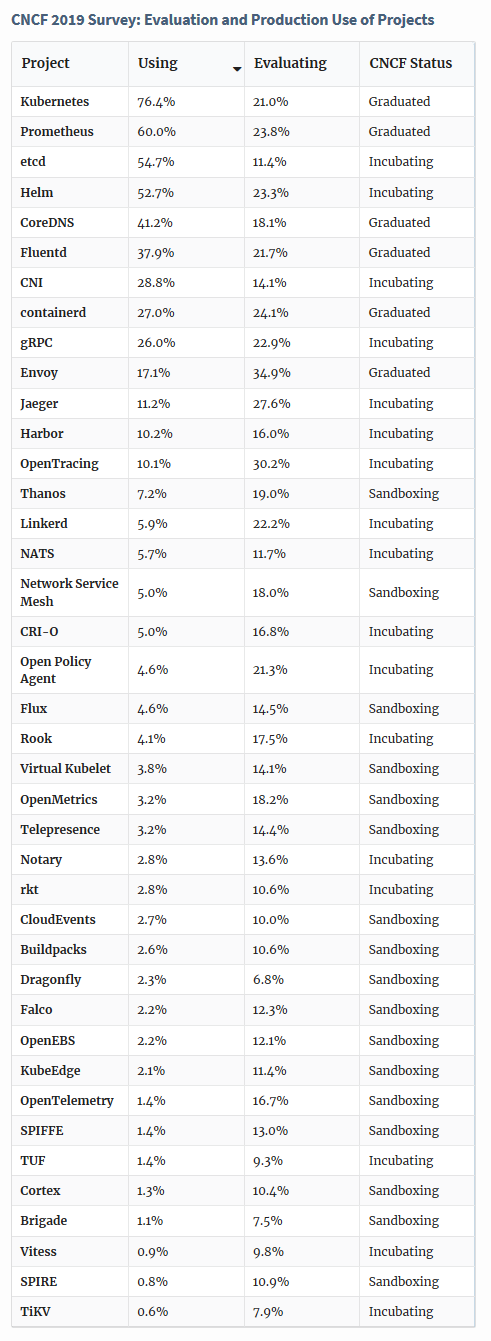 CNCF 2019 Survey: Evaluation and Production Use of Projects
Project Using Evaluating CNCF Status
Kubernetes 76.4% 21.0% Graduated
Prometheus 60.0% 23.8% Graduated
etcd 54.7% 11.4% Incubating
Helm 52.7% 23.3% Incubating
CoreDNS 41.2% 18.1% Graduated
Fluentd 37.9% 21.7% Graduated
CNI 28.8% 14.1% Incubating
containerd 27.0% 24.1% Graduated
gRPC 26.0% 22.9% Incubating
Envoy 17.1% 34.9% Graduated
Jaeger 11.2% 27.6% Incubating
Harbor 10.2% 16.0% Incubating
OpenTracing 10.1% 30.2% Incubating
Thanos 7.2% 19.0% Sandboxing
Linkerd 5.9% 22.2% Incubating
NATS 5.7% 11.7% Incubating
Network Service
Mesh 5.0% 18.0% Sandboxing
CRI-O 5.0% 16.8% Incubating
Open Policy
Agent 4.6% 21.3% Incubating
Flux 4.6% 14.5% Sandboxing
Rook 4.1% 17.5% Incubating
Virtual Kubelet 3.8% 14.1% Sandboxing
OpenMetrics 3.2% 18.2% Sandboxing
Telepresence 3.2% 14.4% Sandboxing
Notary 2.8% 13.6% Incubating
rkt 2.8% 10.6% Incubating
CloudEvents 2.7% 10.0% Sandboxing
Buildpacks 2.6% 10.6% Sandboxing
Dragonfly 2.3% 6.8% Sandboxing
Falco 2.2% 12.3% Sandboxing
OpenEBS 2.2% 12.1% Sandboxing
KubeEdge 2.1% 11.4% Sandboxing
OpenTelemetry 1.4% 16.7% Sandboxing
SPIFFE 1.4% 13.0% Sandboxing
TUF 1.4% 9.3% Incubating
Cortex 1.3% 10.4% Sandboxing
Brigade 1.1% 7.5% Sandboxing
Vitess 0.9% 9.8% Incubating
SPIRE 0.8% 10.9% Sandboxing
TiKV 0.6% 7.9% Incubating